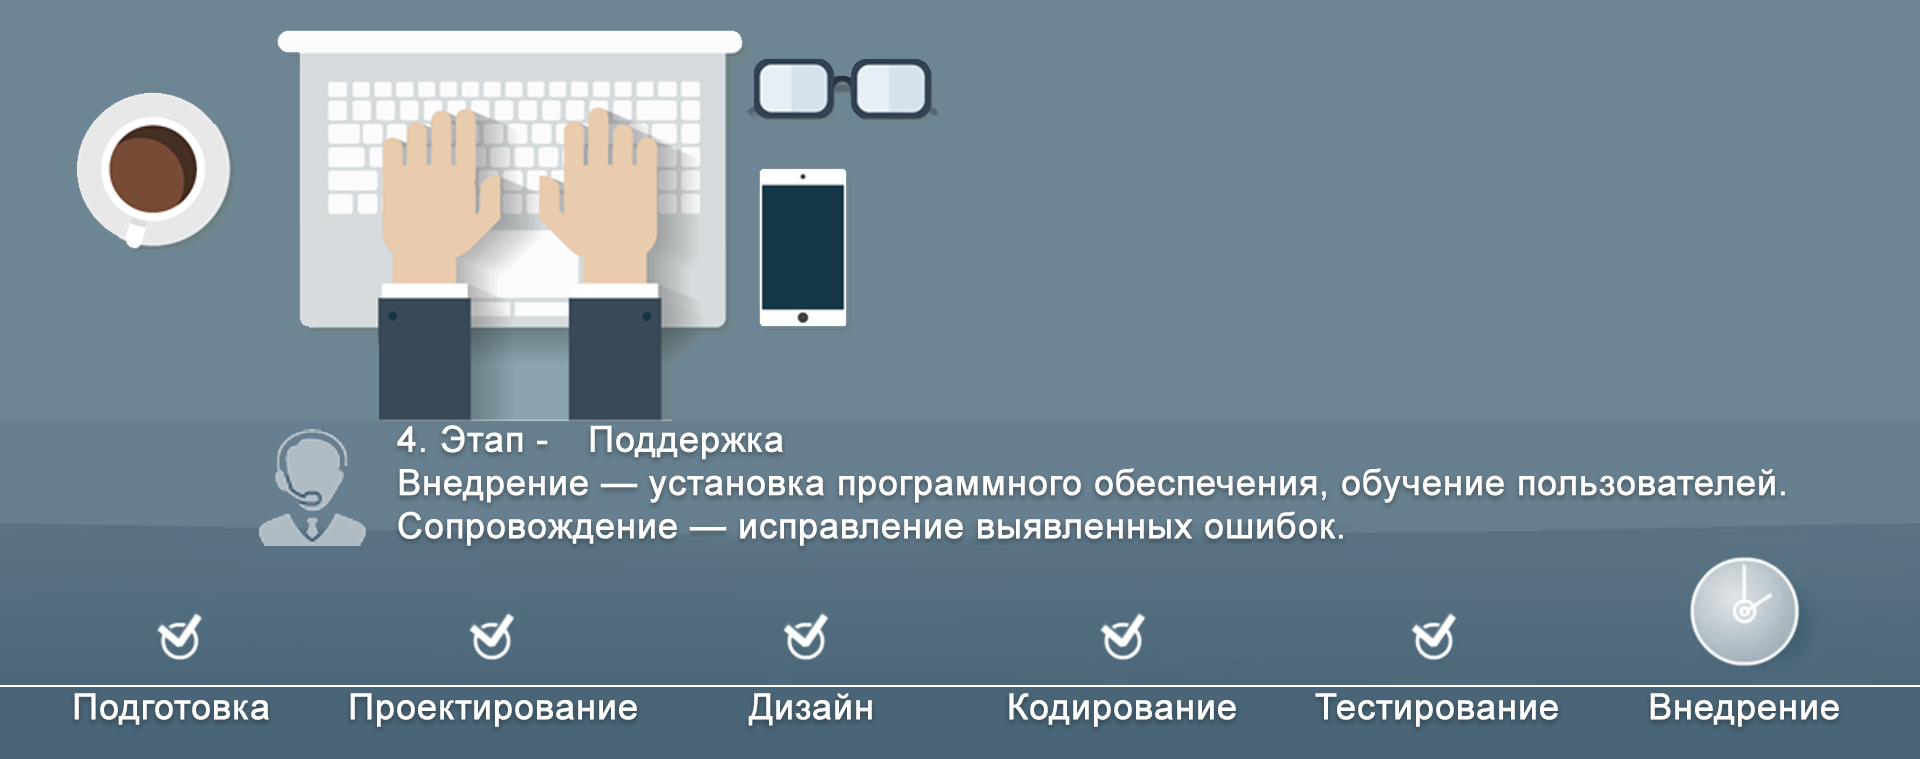 4. Этап - Поддержка
Внедрение — установка программного обеспечения, обучение пользователей.
Сопровождение — исправление выявленных ошибок.
Подготовка Проектирование Дизайн Кодирование Тестирование Внедрение